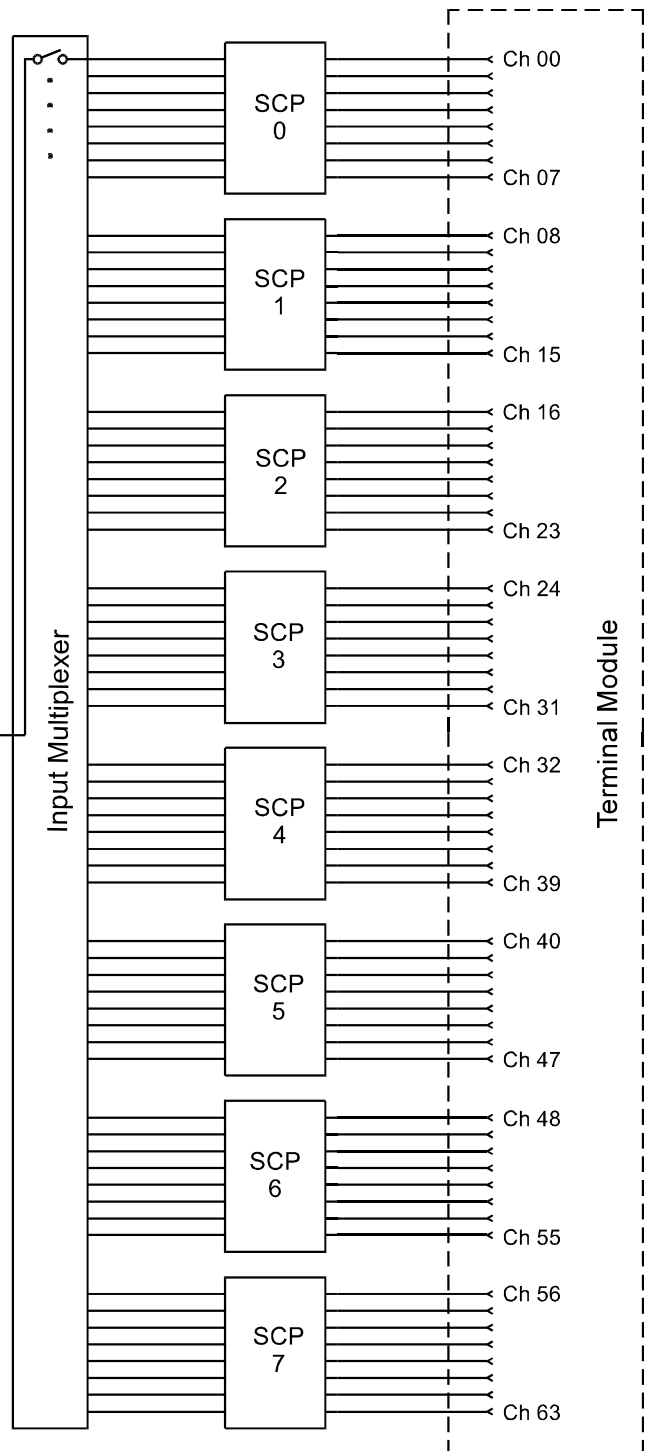 Ch 00
SCP
0
Ch 07
Ch 08
SCP
1
Ch 15
Ch 16
SCP
2
Ch 23
Ch 24
SCP
3
Ch 31
Input Multiplexer
Terminal Module
Ch 32
SCP
4
Ch 39
Ch 40
SCP
5
Ch 47
Ch 48
SCP
6
Ch 55
Ch 56
SCP
7
Ch 63